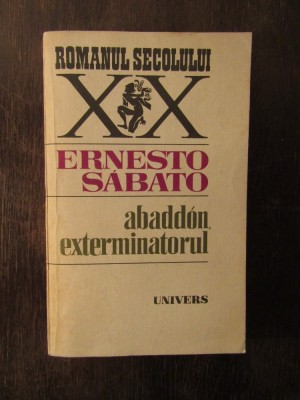 ROMANUL SECOLULUI
XX
ERNESTO
SÁBATO
abaddón,
exterminatorul
UNIVERS